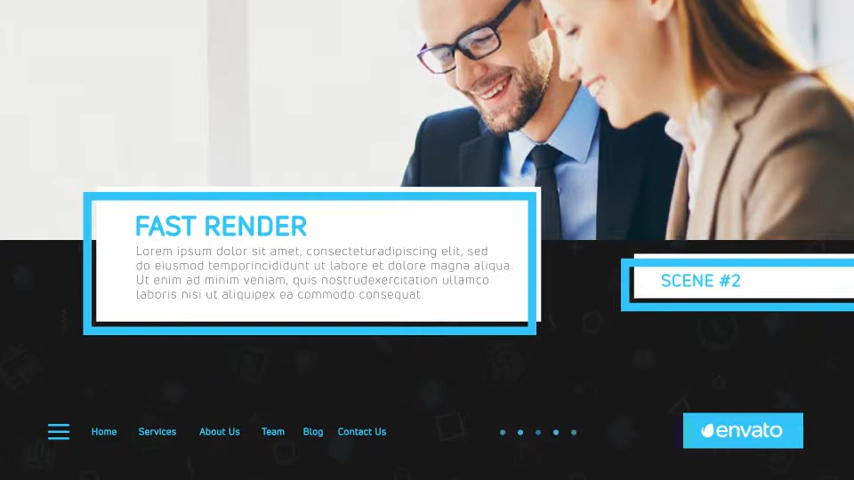 FAST RENDER
Lorem ipsum dolor sit amet, consecteturadipiscing elit, sed
do eiusmod temporincididunt ut labore et dolore magna aliqua.
Ut enim ad minim veniam, quis nostrudexercitation ullamco
laboris nisi ut aliquipex ea commodo consequat.
SCENE #2
Home Services About Us Team Blog Contact Us
envato